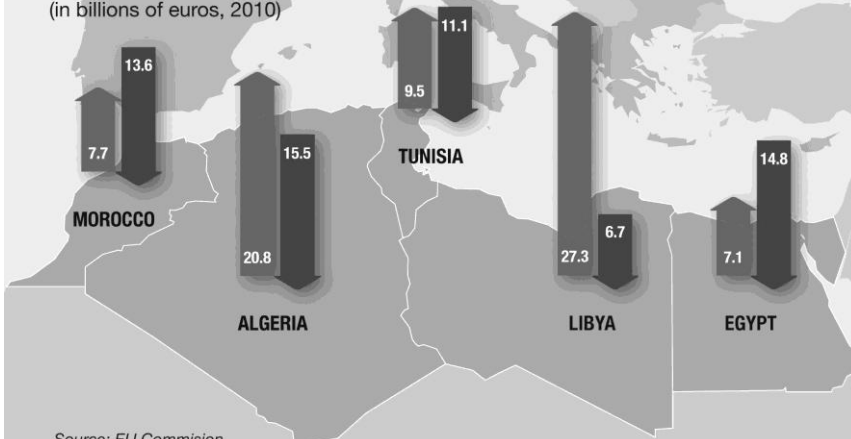 (in billions of euros, 2010)
11.1
13.6
9.5
7.7
15.5
TUNISIA
14.8
MOROCCO
6.7
20.8
27.3
7.1
ALGERIA
LIBYA
EGYPT
Source: EU Commision